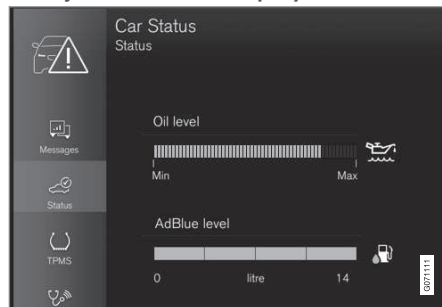 Car Status
Status
Messages
Status
TPMS
Oil level
Min Max
AdBlue level
0 litre 14
G071111